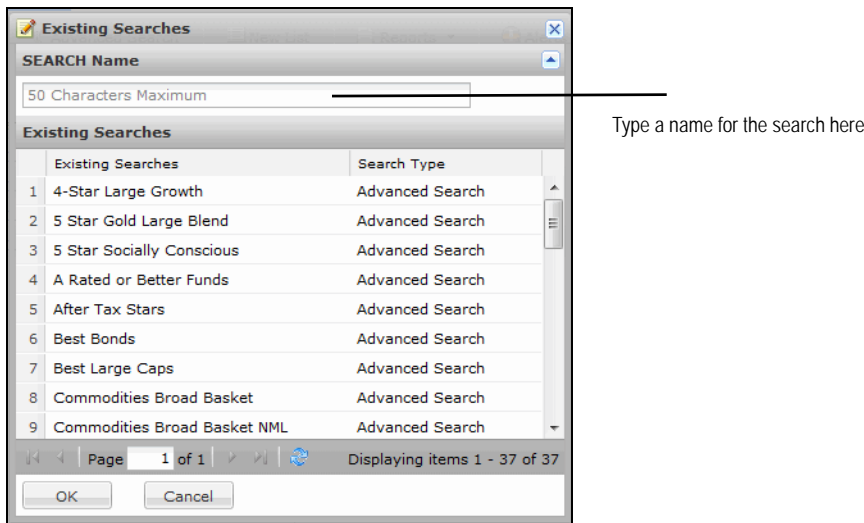 Existing Searches
SEARCH Name
50 Characters Maximum
Type a name for the search here
Existing Searches
Existing Searches Search Type
1 4-Star Large Growth Advanced Search
2 5 Star Gold Large Blend Advanced Search
3 5 Star Socially Conscious Advanced Search
4 A Rated or Better Funds Advanced Search
5 After Tax Stars Advanced Search
6 Best Bonds Advanced Search
7 Best Large Caps Advanced Search
8 Commodities Broad Basket Advanced Search
9 Commodities Broad Basket NML Advanced Search
Page 1 of 1 Displaying items 1 - 37 of 37
OK Cancel